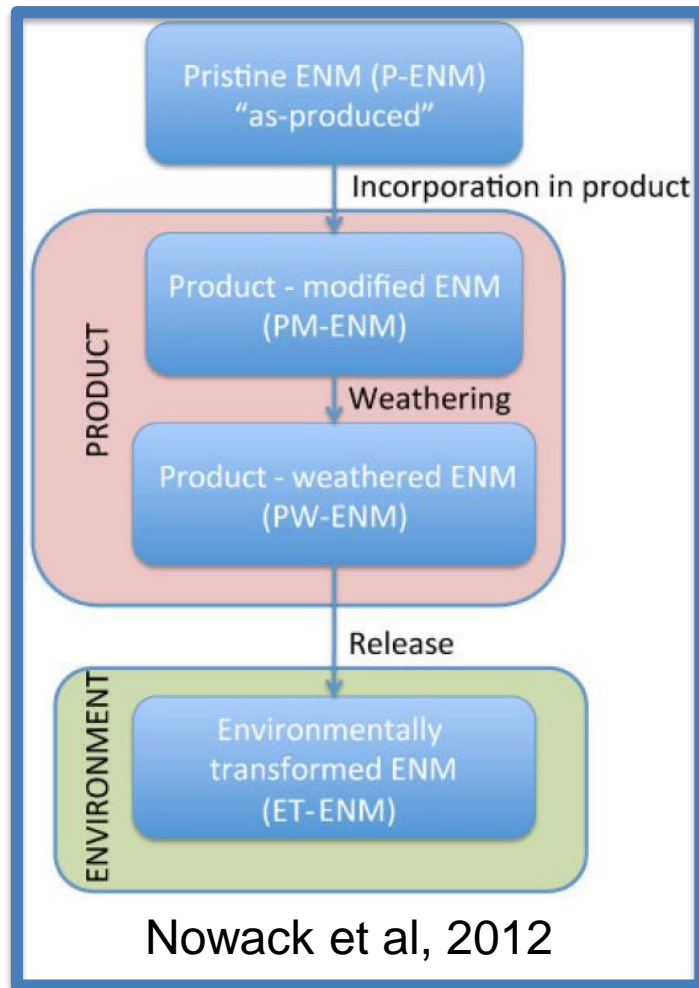 Pristine ENM (P-ENM)
“as-produced”
Incorporation in product
PRODUCT
Product - modified ENM
(PM-ENM)
Weathering
Product - weathered ENM
(PW-ENM)
Release
ENVIRONMENT
Environmentally
transformed ENM
(ET-ENM)
Nowack et al, 2012